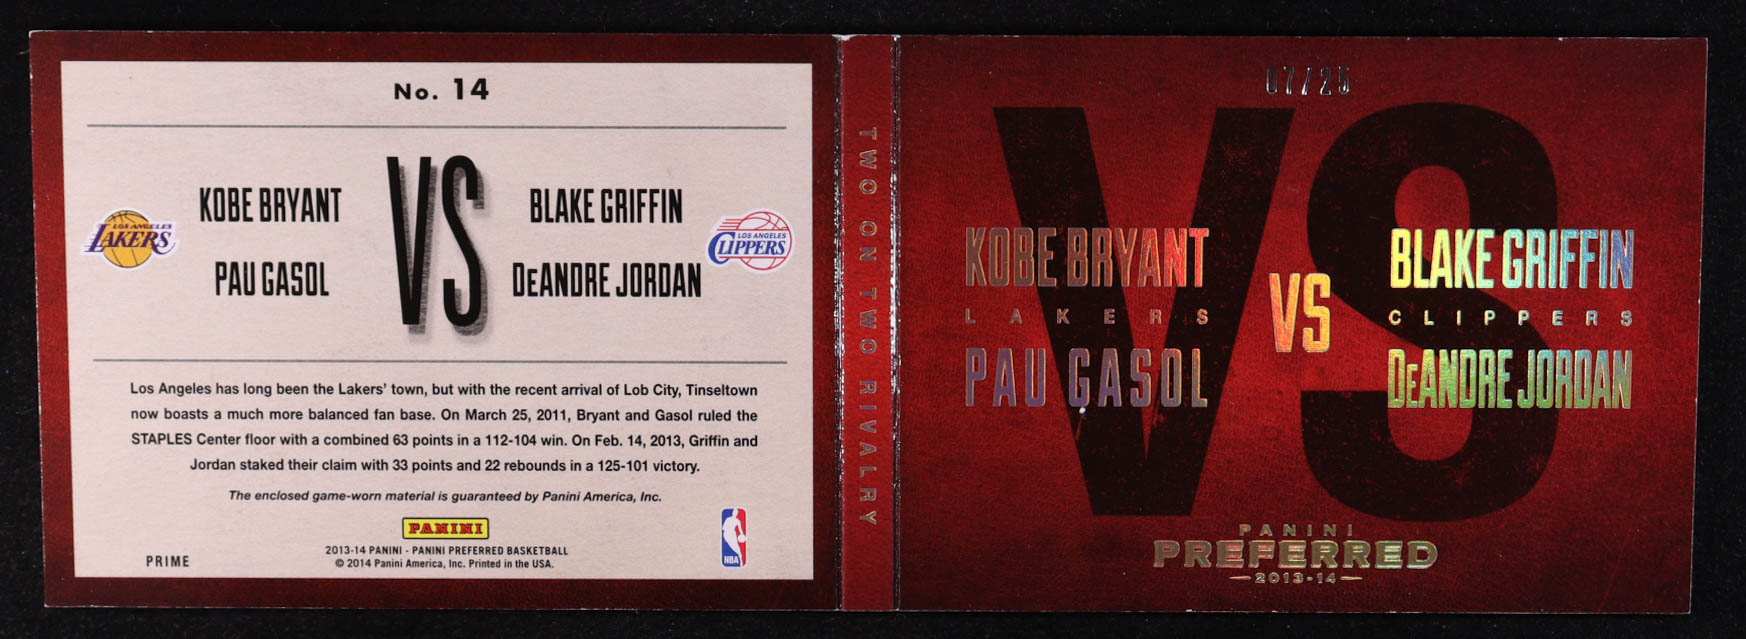 No. 14
KOBE BRYANT
PAU GASOL
VS
BLAKE GRIFFIN
DeANDRE JORDAN
LOS ANGELES
LAKERS
LOS ANGELES
CLIPPERS
Los Angeles has long been the Lakers' town, but with the recent arrival of Lob City, Tinseltown
now boasts a much more balanced fan base. On March 25, 2011, Bryant and Gasol ruled the
STAPLES Center floor with a combined 63 points in a 112-104 win. On Feb. 14, 2013, Griffin and
Jordan staked their claim with 33 points and 22 rebounds in a 125-101 victory.
The enclosed game-worn material is guaranteed by Panini America, Inc.
PANINI
2013-14 PANINI - PANINI PREFERRED BASKETBALL
© 2014 Panini America, Inc. Printed in the USA.
PRIME
NBA
TWO ON TWO RIVALRY
07/25
VS
KOBE BRYANT
LAKERS
PAU GASOL
VS
BLAKE GRIFFIN
CLIPPERS
DeANDRE JORDAN
PANINI
PREFERRED
2013-14